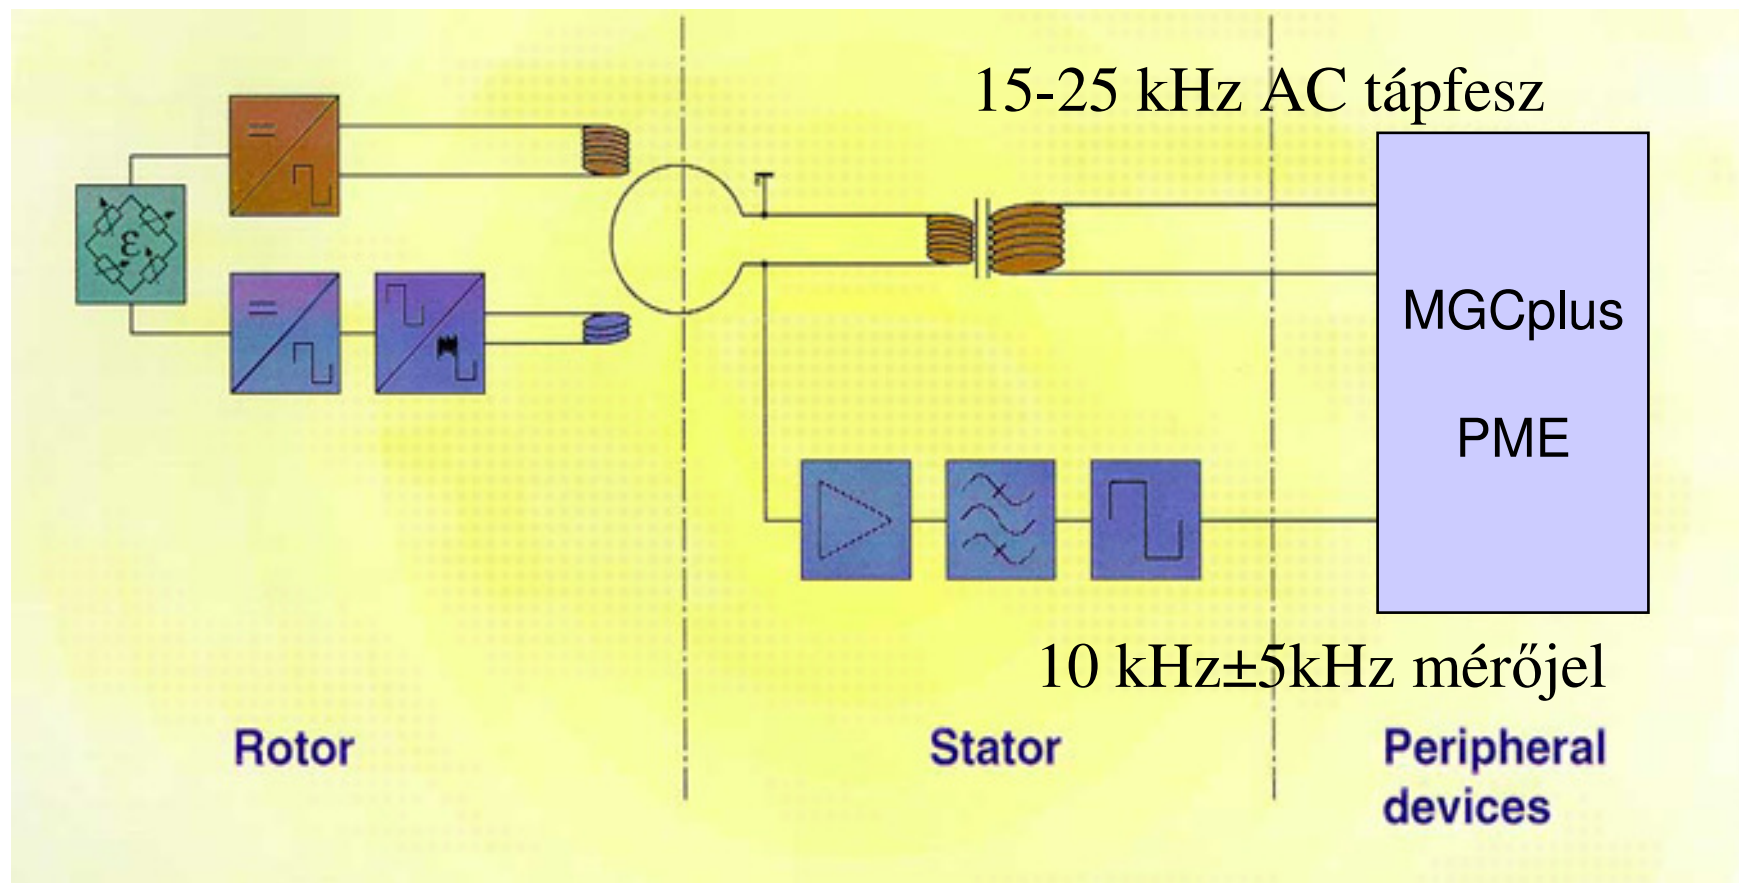 15-25 kHz AC tápfesz
ε
MGCplus
PME
10 kHz±5kHz mérőjel
Rotor
Stator
Peripheral
devices